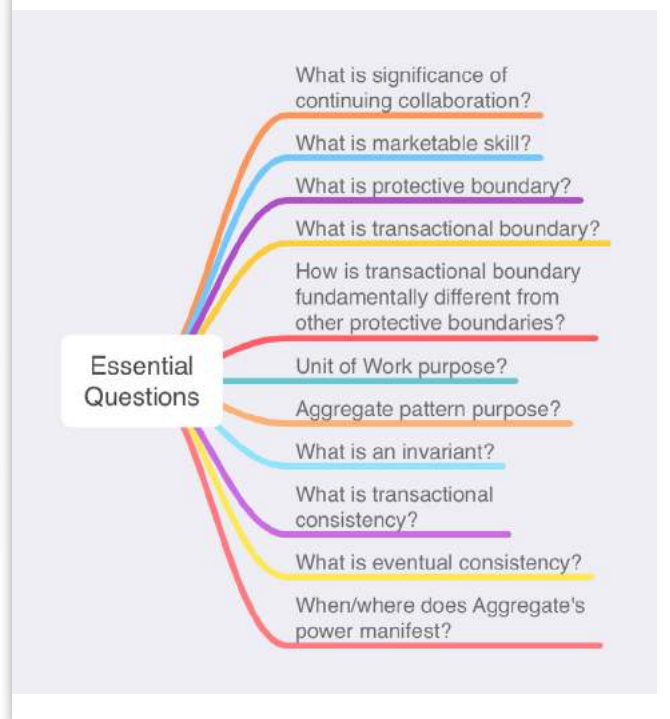 What is significance of
continuing collaboration?
What is marketable skill?
What is protective boundary?
What is transactional boundary?
How is transactional boundary
fundamentally different from
other protective boundaries?
Essential
Questions
Unit of Work purpose?
Aggregate pattern purpose?
What is an invariant?
What is transactional
consistency?
What is eventual consistency?
When/where does Aggregate's
power manifest?